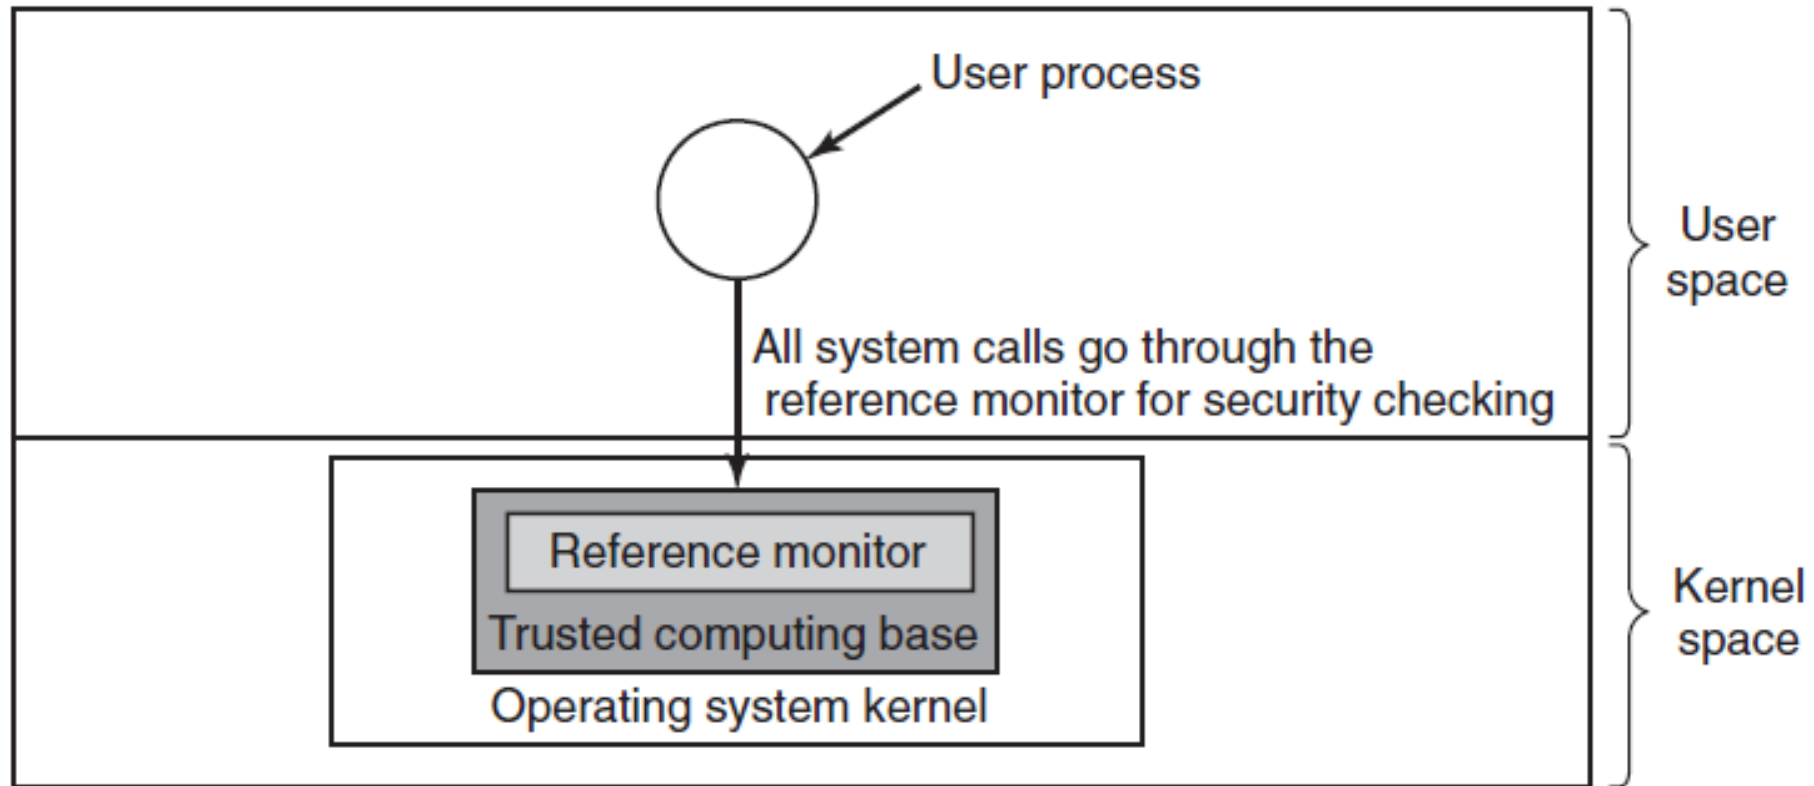 User process
User
space
All system calls go through the
reference monitor for security checking
Reference monitor
Trusted computing base
Operating system kernel
Kernel
space